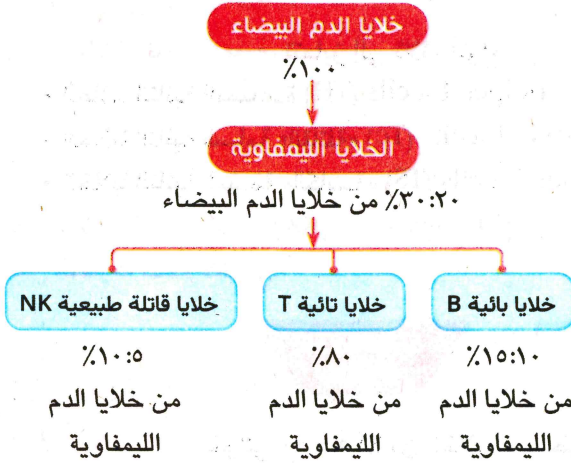 خلايا الدم البيضاء
٪١٠٠
الخلايا الليمفاوية
٣٠:٢٠٪ من خلايا الدم البيضاء
خلايا بائية B
٪١٥:١٠
من خلايا الدم
الليمفاوية
خلايا تائية T
٪٨٠
من خلايا الدم
الليمفاوية
خلايا قاتلة طبيعية NK
٪١٠:٥
من خلايا الدم
الليمفاوية